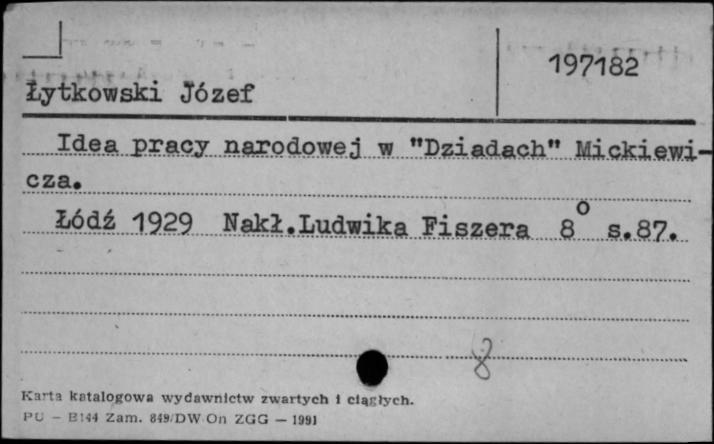 197182
Łytkowski Józef
Idea pracy narodowej w "Dziadach" Mickiewi-
cza.
Łódź 1929 Nakł.Ludwika Fiszera 8° s.87.
8
Karta katalogowa wydawnictw zwartych i ciągłych.
PU - B144 Zam. 849/DW On ZGG — 1991